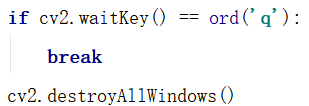 if cv2.waitKey() == ord('q'):
break
cv2.destroyAllWindows()